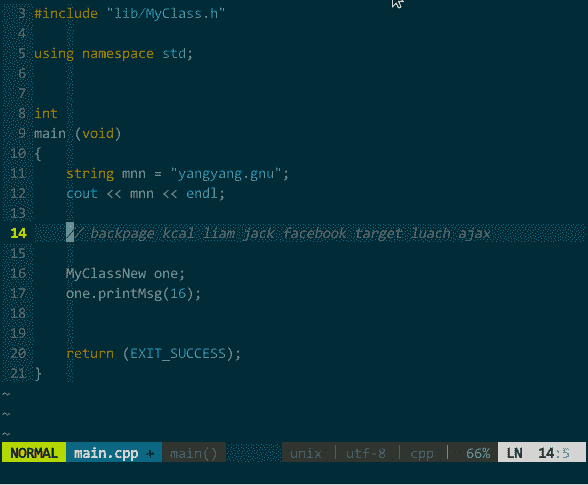 3 #include "lib/MyClass.h"
4
5 using namespace std;
6
7
8 int
9 main (void)
10 {
11     string mnn = "yangyang.gnu";
12     cout << mnn << endl;
13
14     // backpage kcal liam jack facebook target luach ajax
15
16     MyClassNew one;
17     one.printMsg(16);
18
19
20     return (EXIT_SUCCESS);
21 }
~
~
~
NORMAL main.cpp + main() unix | utf-8 | cpp | 66% LN 14:5